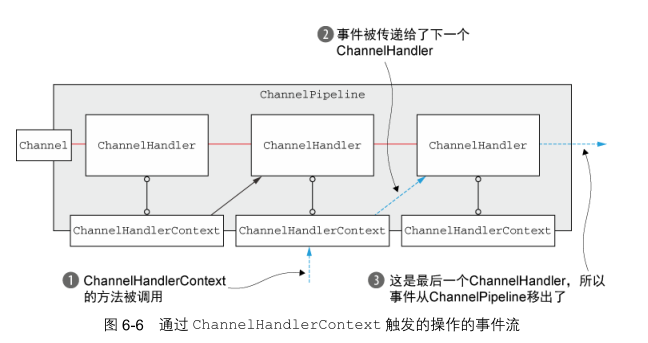 ❷ 事件被传递给了下一个
ChannelHandler
ChannelPipeline
Channel
ChannelHandler
ChannelHandler
ChannelHandler
ChannelHandlerContext
ChannelHandlerContext
ChannelHandlerContext
❶ ChannelHandlerContext
的方法被调用
❸ 这是最后一个ChannelHandler，所以
事件从ChannelPipeline移出了
图 6-6 通过 ChannelHandlerContext 触发的操作的事件流